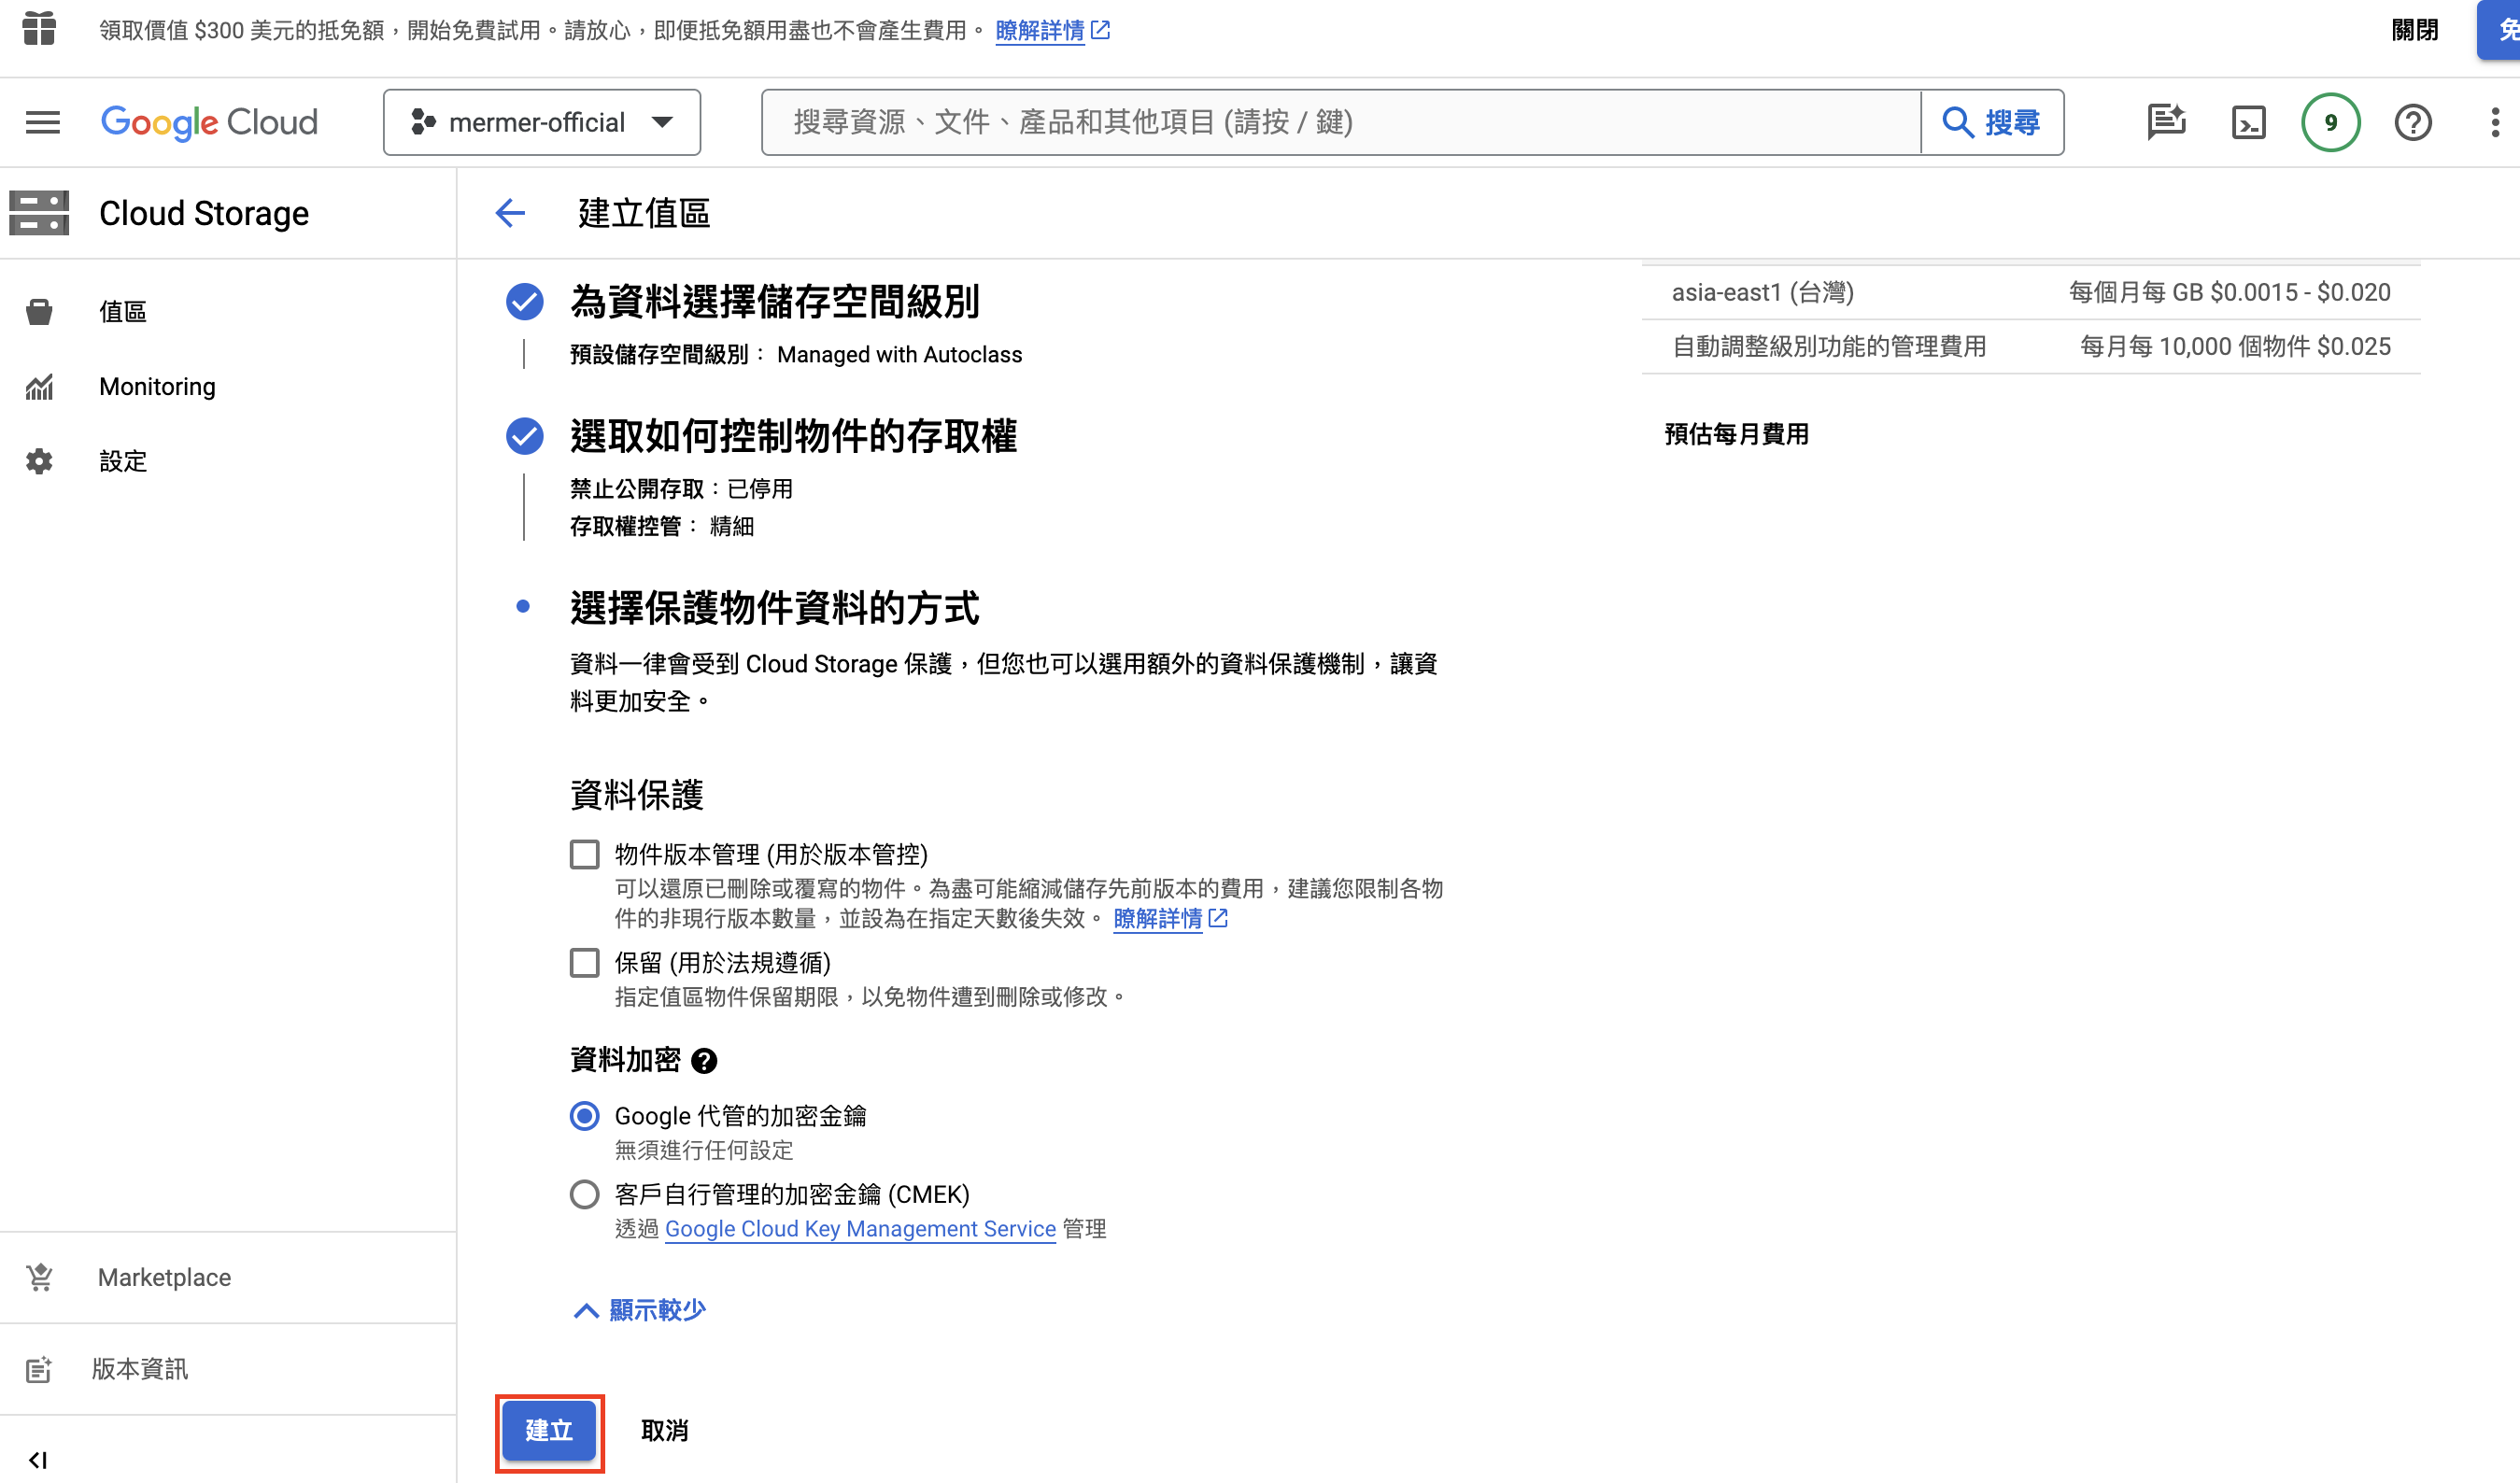 領取價值 $300 美元的抵免額，開始免費試用。請放心，即便抵免額用盡也不會產生費用。 瞭解詳情
關閉
免
Google Cloud
mermer-official
搜尋資源、文件、產品和其他項目 (請按 / 鍵)
搜尋
9
Cloud Storage
建立值區
值區
Monitoring
設定
Marketplace
版本資訊
為資料選擇儲存空間級別
預設儲存空間級別： Managed with Autoclass
選取如何控制物件的存取權
禁止公開存取：已停用
存取權控管： 精細
選擇保護物件資料的方式
資料一律會受到 Cloud Storage 保護，但您也可以選用額外的資料保護機制，讓資
料更加安全。
資料保護
物件版本管理 (用於版本管控)
可以還原已刪除或覆寫的物件。為盡可能縮減儲存先前版本的費用，建議您限制各物
件的非現行版本數量，並設為在指定天數後失效。 瞭解詳情
保留 (用於法規遵循)
指定值區物件保留期限，以免物件遭到刪除或修改。
資料加密
Google 代管的加密金鑰
無須進行任何設定
客戶自行管理的加密金鑰 (CMEK)
透過 Google Cloud Key Management Service 管理
顯示較少
建立
取消
asia-east1 (台灣) 每個月每 GB $0.0015 - $0.020
自動調整級別功能的管理費用 每月每 10,000 個物件 $0.025
預估每月費用